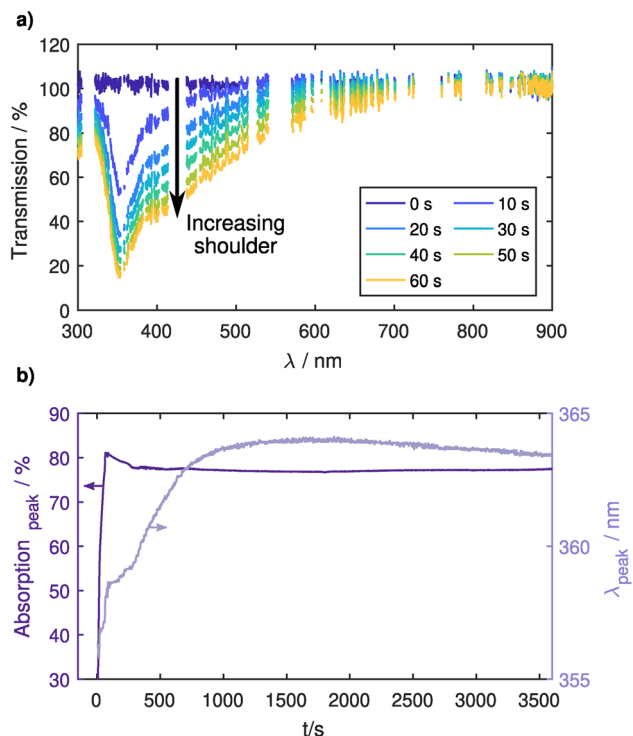 a)
120
100
80
60
40
20
0
Transmission / %
Increasing
shoulder
0 s 10 s
20 s 30 s
40 s 50 s
60 s
300 400 500 600 700 800 900
λ / nm
b)
90
80
70
60
50
40
30
Absorption peak / %
365
360
355
λpeak / nm
0 500 1000 1500 2000 2500 3000 3500
t/s